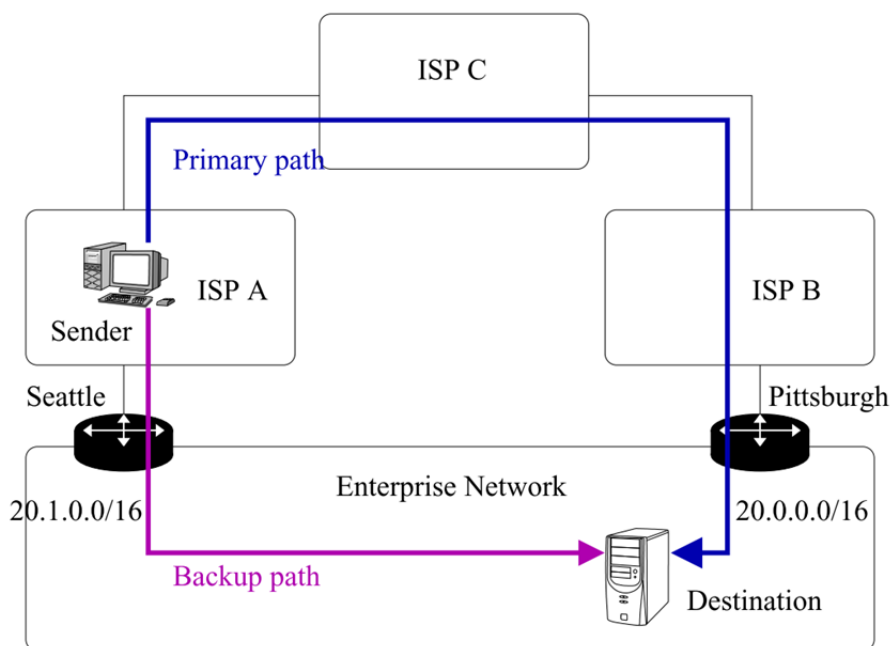 ISP C
Primary path
ISP A
ISP B
Sender
Seattle
Pittsburgh
Enterprise Network
20.1.0.0/16
20.0.0.0/16
Backup path
Destination